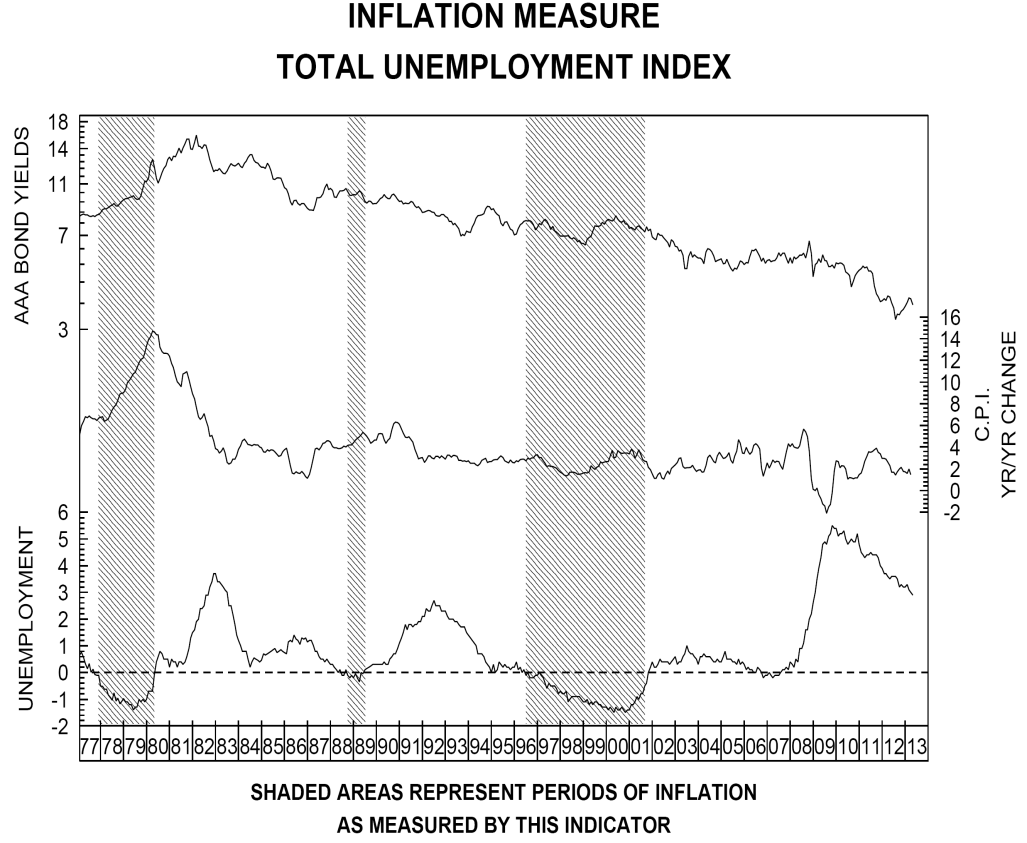 INFLATION MEASURE
TOTAL UNEMPLOYMENT INDEX
AAA BOND YIELDS
18
14
11
7
3
C.P.I.
YR/YR CHANGE
16
14
12
10
8
6
4
2
0
-2
UNEMPLOYMENT
6
5
4
3
2
1
0
-1
-2
77 78 79 80 81 82 83 84 85 86 87 88 89 90 91 92 93 94 95 96 97 98 99 00 01 02 03 04 05 06 07 08 09 10 11 12 13
SHADED AREAS REPRESENT PERIODS OF INFLATION
AS MEASURED BY THIS INDICATOR